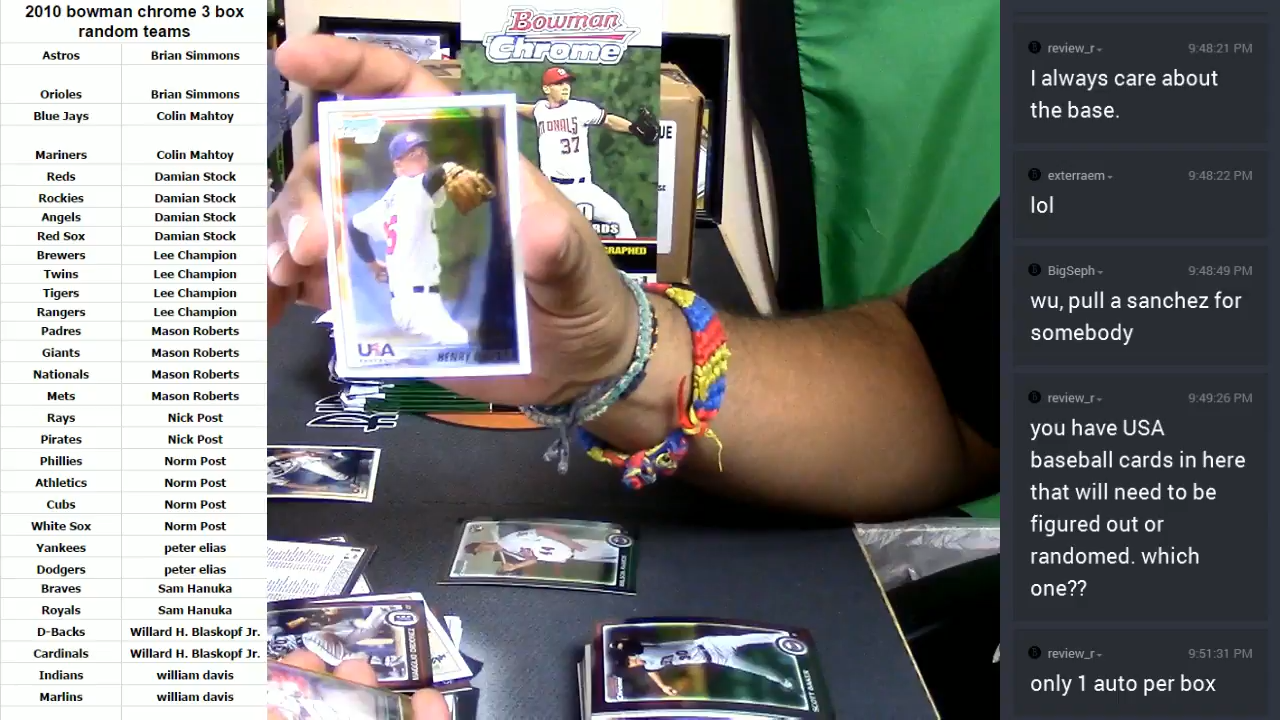 2010 bowman chrome 3 box
random teams
Astros Brian Simmons
Orioles Brian Simmons
Blue Jays Colin Mahtoy
Mariners Colin Mahtoy
Reds Damian Stock
Rockies Damian Stock
Angels Damian Stock
Red Sox Damian Stock
Brewers Lee Champion
Twins Lee Champion
Tigers Lee Champion
Rangers Lee Champion
Padres Mason Roberts
Giants Mason Roberts
Nationals Mason Roberts
Mets Mason Roberts
Rays Nick Post
Pirates Nick Post
Phillies Norm Post
Athletics Norm Post
Cubs Norm Post
White Sox Norm Post
Yankees peter elias
Dodgers peter elias
Braves Sam Hanuka
Royals Sam Hanuka
D-Backs Willard H. Blaskopf Jr.
Cardinals Willard H. Blaskopf Jr.
Indians william davis
Marlins william davis
Bowman
Chrome
37
USA
HENRY
SCOTT BAKER
review_r 9:48:21 PM
I always care about
the base.
exterraem 9:48:22 PM
lol
BigSeph 9:48:49 PM
wu, pull a sanchez for
somebody
review_r 9:49:26 PM
you have USA
baseball cards in here
that will need to be
figured out or
randomed. which
one??
review_r 9:51:31 PM
only 1 auto per box